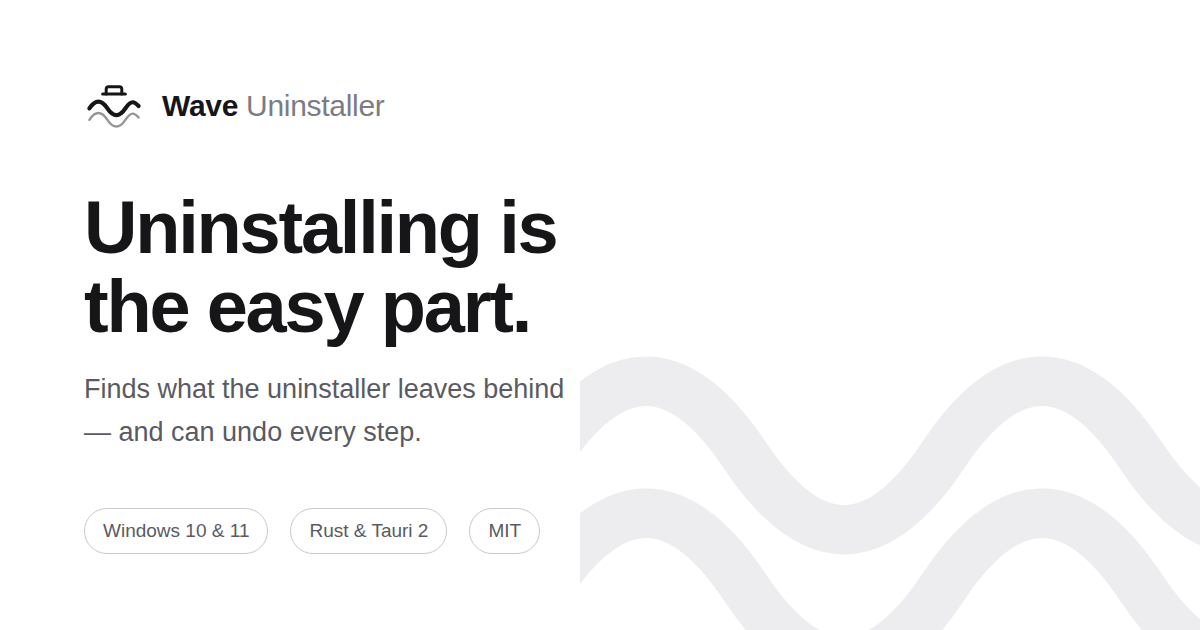 Wave Uninstaller
Uninstalling is
the easy part.
Finds what the uninstaller leaves behind
— and can undo every step.
Windows 10 & 11
Rust & Tauri 2
MIT